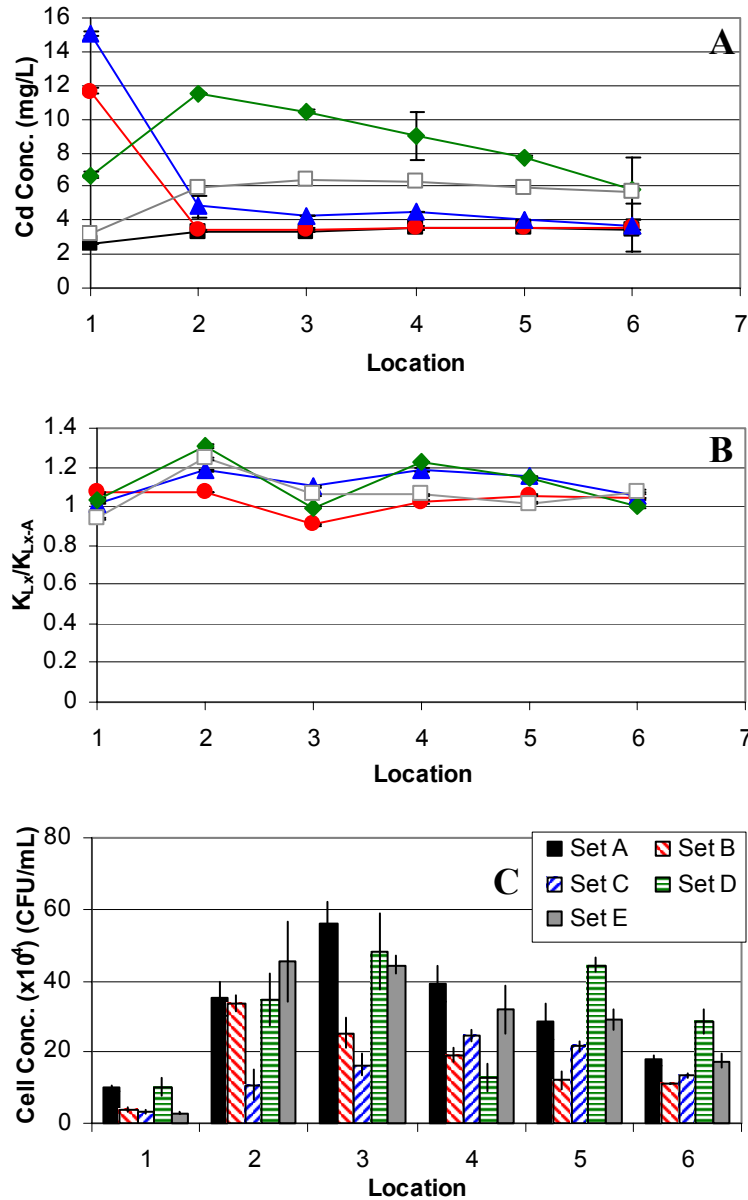 A
Cd Conc. (mg/L)
16
14
12
10
8
6
4
2
0
1 2 3 4 5 6 7
Location
B
K_Lx/K_Lx-A
1.4
1.2
1
0.8
0.6
0.4
0.2
0
1 2 3 4 5 6 7
Location
C
Set A Set B
Set C Set D
Set E
Cell Conc. (x10⁴) (CFU/mL)
80
60
40
20
0
1 2 3 4 5 6
Location